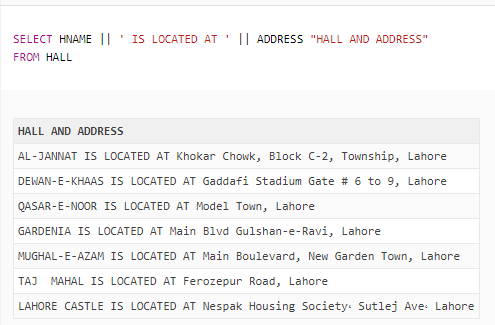 SELECT HNAME || ' IS LOCATED AT ' || ADDRESS "HALL AND ADDRESS"
FROM HALL
HALL AND ADDRESS
AL-JANNAT IS LOCATED AT Khokar Chowk, Block C-2, Township, Lahore
DEWAN-E-KHAAS IS LOCATED AT Gaddafi Stadium Gate # 6 to 9, Lahore
QASAR-E-NOOR IS LOCATED AT Model Town, Lahore
GARDENIA IS LOCATED AT Main Blvd Gulshan-e-Ravi, Lahore
MUGHAL-E-AZAM IS LOCATED AT Main Boulevard, New Garden Town, Lahore
TAJ  MAHAL IS LOCATED AT Ferozepur Road, Lahore
LAHORE CASTLE IS LOCATED AT Nespak Housing Society، Sutlej Ave، Lahore